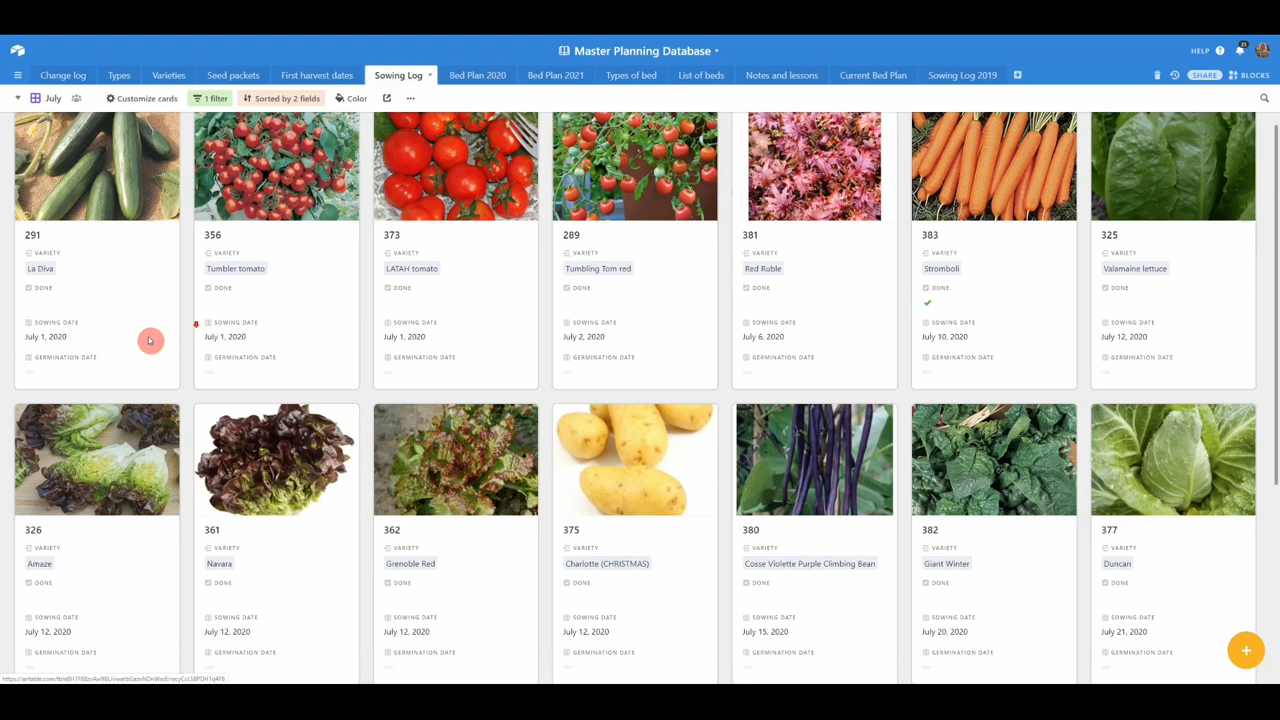 Master Planning Database
HELP
31
Change log Types Varieties Seed packets First harvest dates Sowing Log Bed Plan 2020 Bed Plan 2021 Types of bed List of beds Notes and lessons Current Bed Plan Sowing Log 2019 SHARE BLOCKS
July Customize cards 1 filter Sorted by 2 fields Color
291 356 373 289 381 383 325
VARIETY VARIETY VARIETY VARIETY VARIETY VARIETY VARIETY
La Diva Tumbler tomato LATAH tomato Tumbling Tom red Red Ruble Stromboli Valamaine lettuce
DONE DONE DONE DONE DONE DONE DONE
SOWING DATE SOWING DATE SOWING DATE SOWING DATE SOWING DATE SOWING DATE SOWING DATE
July 1, 2020 July 1, 2020 July 1, 2020 July 2, 2020 July 6, 2020 July 10, 2020 July 12, 2020
GERMINATION DATE GERMINATION DATE GERMINATION DATE GERMINATION DATE GERMINATION DATE GERMINATION DATE GERMINATION DATE
326 361 362 375 380 382 377
VARIETY VARIETY VARIETY VARIETY VARIETY VARIETY VARIETY
Amaze Navara Grenoble Red Charlotte (CHRISTMAS) Cosse Violette Purple Climbing Bean Giant Winter Duncan
DONE DONE DONE DONE DONE DONE DONE
SOWING DATE SOWING DATE SOWING DATE SOWING DATE SOWING DATE SOWING DATE SOWING DATE
July 12, 2020 July 12, 2020 July 12, 2020 July 12, 2020 July 15, 2020 July 20, 2020 July 21, 2020
GERMINATION DATE GERMINATION DATE GERMINATION DATE GERMINATION DATE GERMINATION DATE GERMINATION DATE GERMINATION DATE